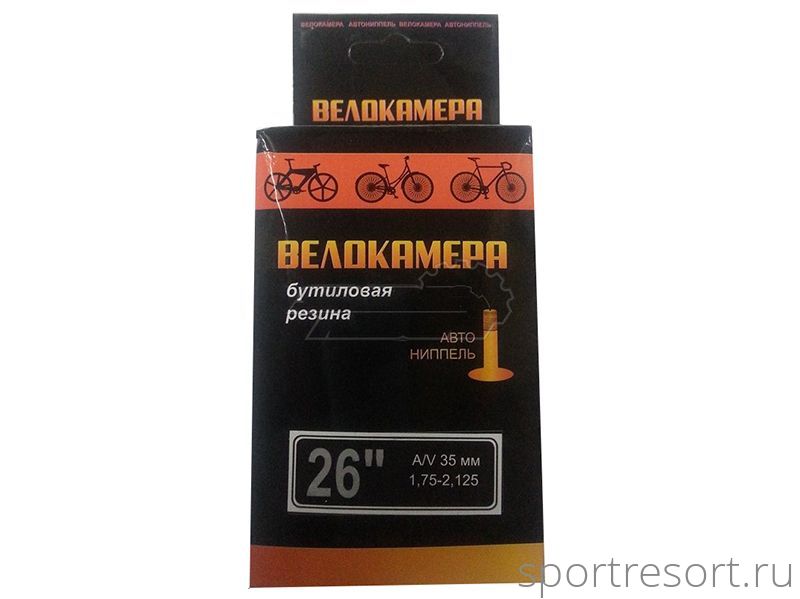 ВЕЛОКАМЕРА АВТОНИППЕЛЬ ВЕЛОКАМЕРА АВТОНИППЕЛЬ
ВЕЛОКАМЕРА
ВЕЛОКАМЕРА
бутиловая
резина
АВТО
НИППЕЛЬ
26"
A/V 35 мм
1,75-2,125
sportresort.ru